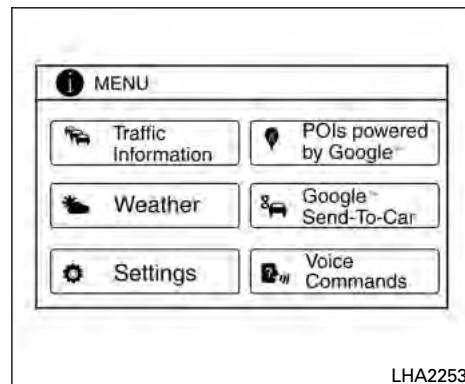 MENU
Traffic
Information
POIs powered
by Google™
Weather
Google™
Send-To-Car
Settings
Voice
Commands
LHA2253